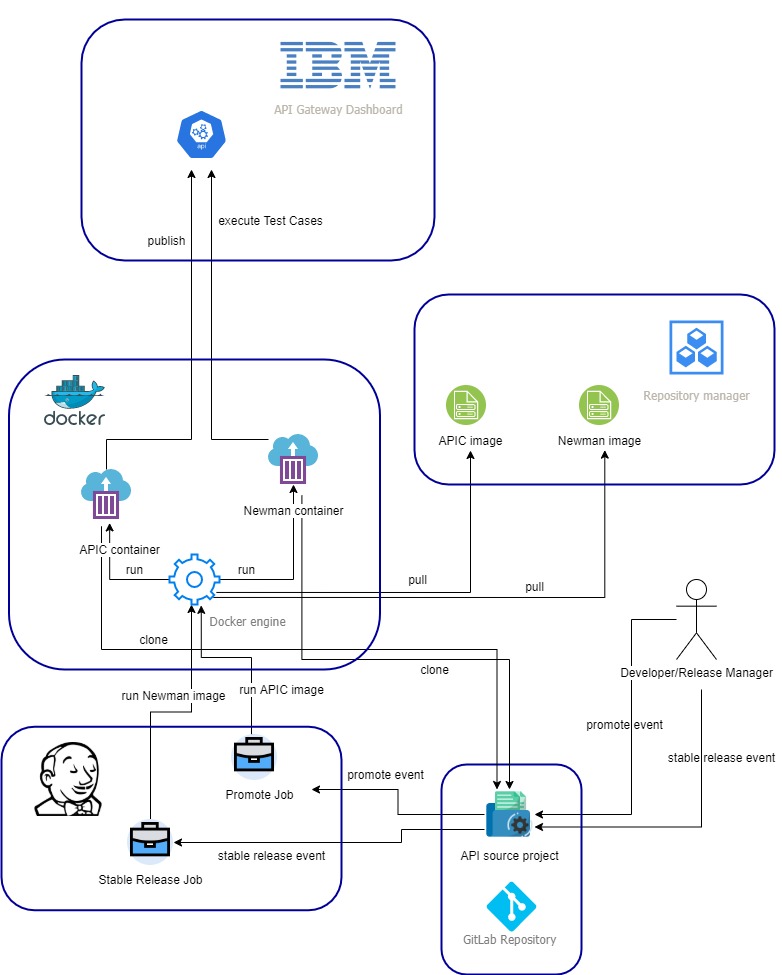 IBM
API Gateway Dashboard
api
execute Test Cases
publish
docker
Repository manager
APIC image
Newman image
Newman container
APIC container
run
run
pull
pull
Docker engine
clone
clone
Developer/Release Manager
run Newman image
run APIC image
promote event
stable release event
promote event
Promote Job
stable release event
API source project
Stable Release Job
GitLab Repository